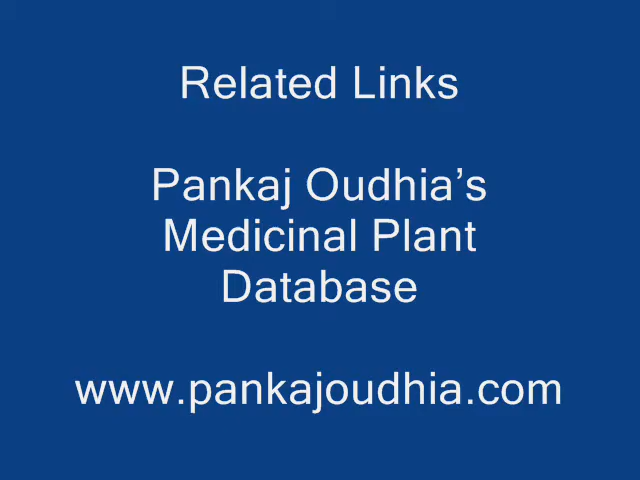 Related Links
Pankaj Oudhia’s
Medicinal Plant
Database
www.pankajoudhia.com